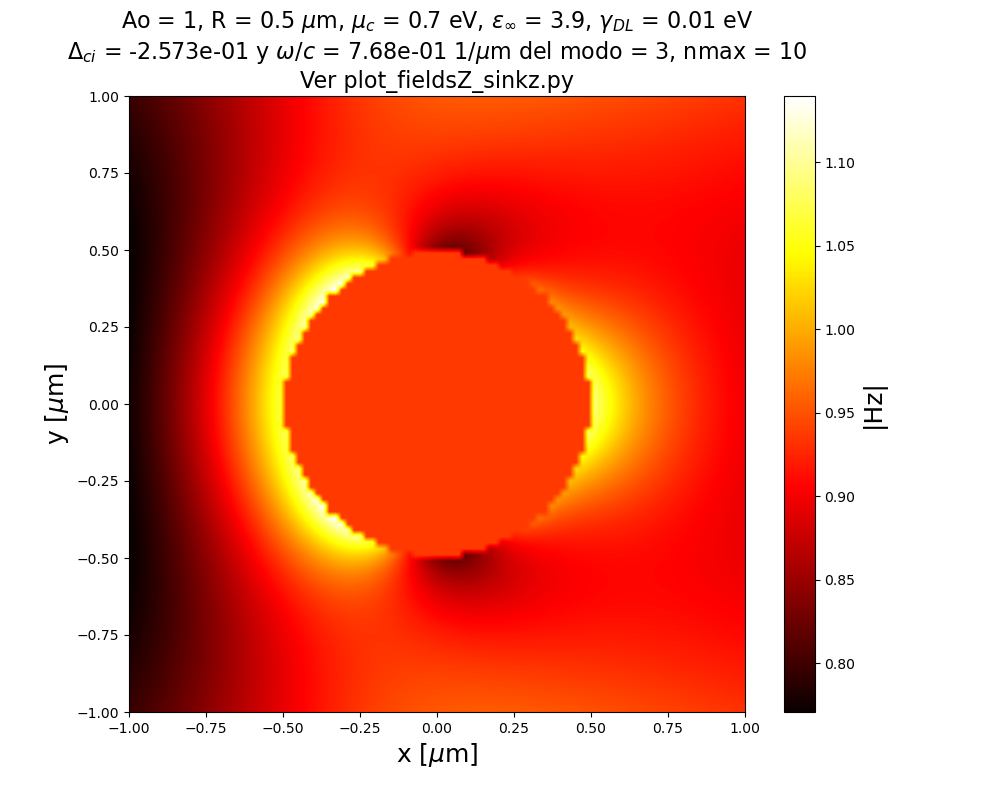 Ao = 1, R = 0.5 μm, μ_c = 0.7 eV, ε_∞ = 3.9, γ_DL = 0.01 eV
Δ_ci = -2.573e-01 y ω/c = 7.68e-01 1/μm del modo = 3, nmax = 10
Ver plot_fieldsZ_sinkz.py
1.00
0.75
0.50
0.25
0.00
−0.25
−0.50
−0.75
−1.00
y [μm]
−1.00 −0.75 −0.50 −0.25 0.00 0.25 0.50 0.75 1.00
x [μm]
1.10
1.05
1.00
0.95
0.90
0.85
0.80
|Hz|